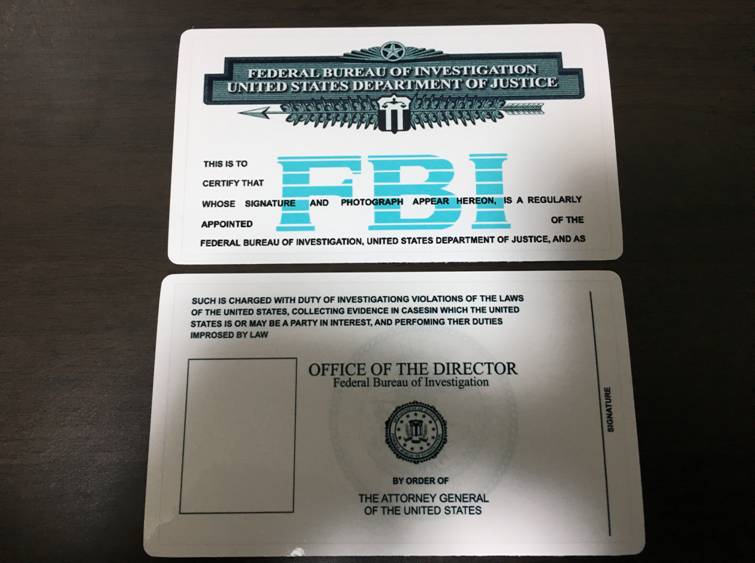 FEDERAL BUREAU OF INVESTIGATION
UNITED STATES DEPARTMENT OF JUSTICE
FBI
THIS IS TO
CERTIFY THAT
WHOSE SIGNATURE AND PHOTOGRAPH APPEAR HEREON, IS A REGULARLY
APPOINTED OF THE
FEDERAL BUREAU OF INVESTIGATION, UNITED STATES DEPARTMENT OF JUSTICE, AND AS
SUCH IS CHARGED WITH DUTY OF INVESTIGATIONG VIOLATIONS OF THE LAWS
OF THE UNITED STATES, COLLECTING EVIDENCE IN CASESIN WHICH THE UNITED
STATES IS OR MAY BE A PARTY IN INTEREST, AND PERFOMING THER DUTIES
IMPROSED BY LAW
OFFICE OF THE DIRECTOR
Federal Bureau of Investigation
BY ORDER OF
THE ATTORNEY GENERAL
OF THE UNITED STATES
SIGNATURE